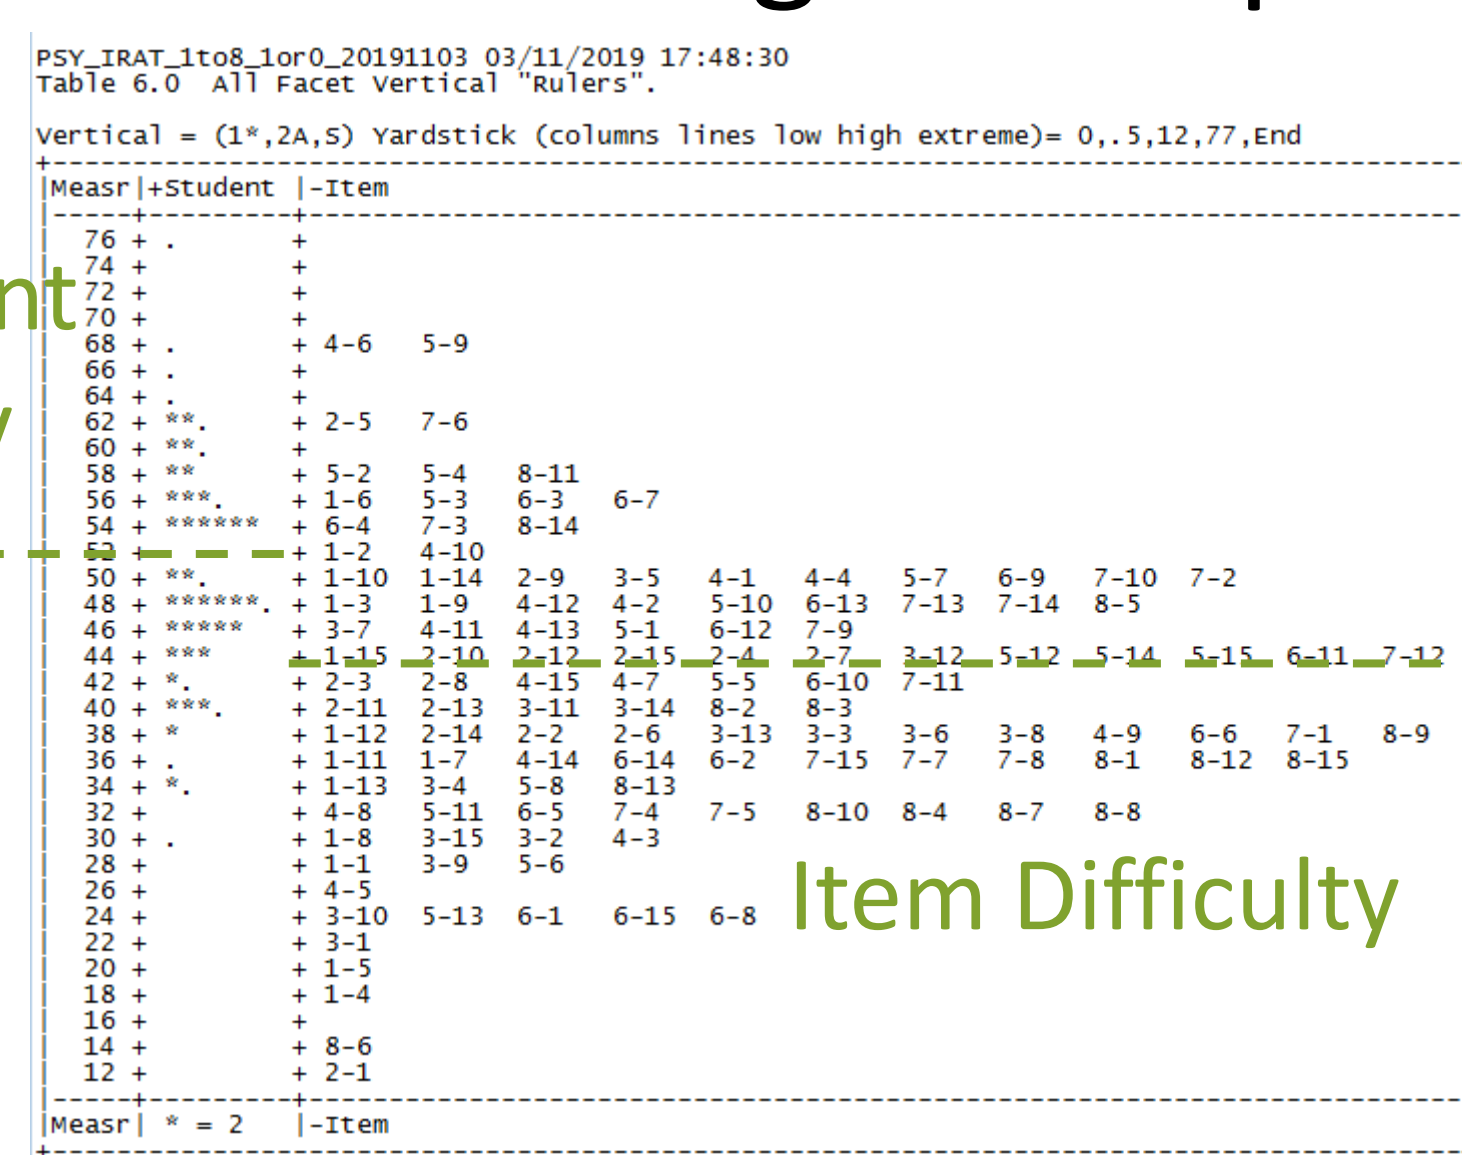 PSY_IRAT_1to8_1or0_20191103 03/11/2019 17:48:30
Table 6.0  All Facet Vertical "Rulers".
Vertical = (1*,2A,S) Yardstick (columns lines low high extreme)= 0,.5,12,77,End
|Measr|+Student |-Item
| 76 + .       +
| 74 +         +
| 72 +         +
| 70 +         +
| 68 + .       + 4-6   5-9
| 66 + .       +
| 64 + .       +
| 62 + **.     + 2-5   7-6
| 60 + **.     +
| 58 + **      + 5-2   5-4   8-11
| 56 + ***.    + 1-6   5-3   6-3   6-7
| 54 + ******  + 6-4   7-3   8-14
| 52 +         + 1-2   4-10
| 50 + **.     + 1-10  1-14  2-9   3-5   4-1   4-4   5-7   6-9   7-10  7-2
| 48 + ******. + 1-3   1-9   4-12  4-2   5-10  6-13  7-13  7-14  8-5
| 46 + *****   + 3-7   4-11  4-13  5-1   6-12  7-9
| 44 + ***     + 1-15  2-10  2-12  2-15  2-4   2-7   3-12  5-12  5-14  5-15  6-11  7-12
| 42 + *.      + 2-3   2-8   4-15  4-7   5-5   6-10  7-11
| 40 + ***.    + 2-11  2-13  3-11  3-14  8-2   8-3
| 38 + *       + 1-12  2-14  2-2   2-6   3-13  3-3   3-6   3-8   4-9   6-6   7-1   8-9
| 36 + .       + 1-11  1-7   4-14  6-14  6-2   7-15  7-7   7-8   8-1   8-12  8-15
| 34 + *.      + 1-13  3-4   5-8   8-13
| 32 +         + 4-8   5-11  6-5   7-4   7-5   8-10  8-4   8-7   8-8
| 30 + .       + 1-8   3-15  3-2   4-3
| 28 +         + 1-1   3-9   5-6
| 26 +         + 4-5
| 24 +         + 3-10  5-13  6-1   6-15  6-8
| 22 +         + 3-1
| 20 +         + 1-5
| 18 +         + 1-4
| 16 +         +
| 14 +         + 8-6
| 12 +         + 2-1
|Measr| * = 2   |-Item
Item Difficulty